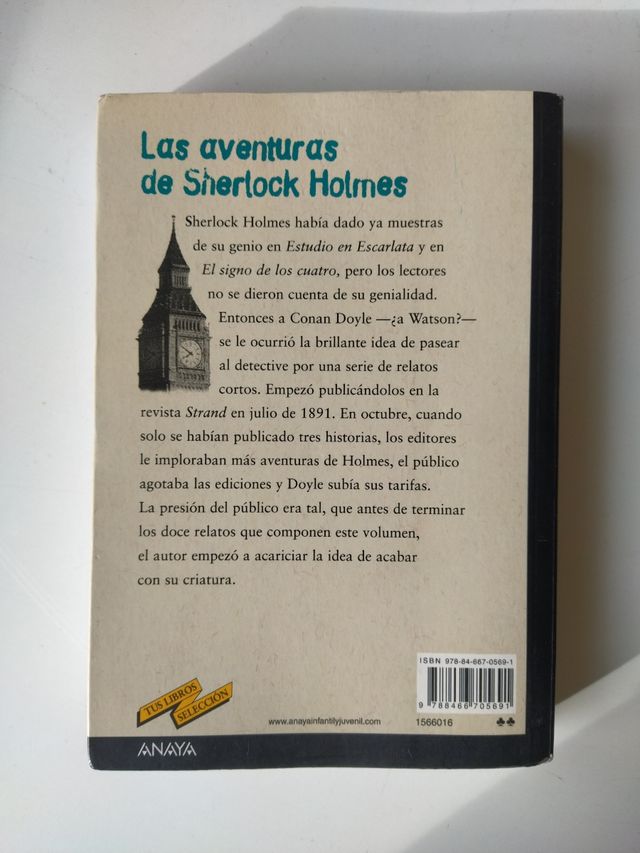 Las aventuras
de Sherlock Holmes
Sherlock Holmes había dado ya muestras
de su genio en Estudio en Escarlata y en
El signo de los cuatro, pero los lectores
no se dieron cuenta de su genialidad.
Entonces a Conan Doyle —¿a Watson?—
se le ocurrió la brillante idea de pasear
al detective por una serie de relatos
cortos. Empezó publicándolos en la
revista Strand en julio de 1891. En octubre, cuando
solo se habían publicado tres historias, los editores
le imploraban más aventuras de Holmes, el público
agotaba las ediciones y Doyle subía sus tarifas.
La presión del público era tal, que antes de terminar
los doce relatos que componen este volumen,
el autor empezó a acariciar la idea de acabar
con su criatura.
ISBN 978-84-667-0569-1
9 788466 705691
TUS LIBROS
SELECCIÓN
www.anayainfantilyjuvenil.com
1566016 ♣♣
ANAYA